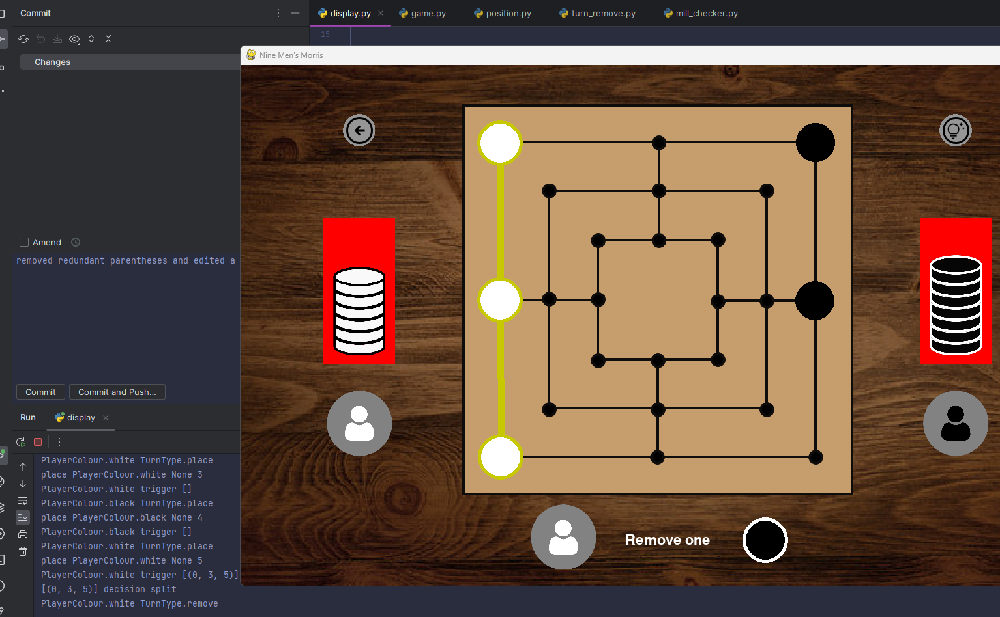 Commit
display.py
game.py
position.py
turn_remove.py
mill_checker.py
15
Nine Men's Morris
Changes
Amend
removed redundant parentheses and edited a
Commit
Commit and Push...
Run
display
PlayerColour.white TurnType.place
place PlayerColour.white None 3
PlayerColour.white trigger []
PlayerColour.black TurnType.place
place PlayerColour.black None 4
PlayerColour.black trigger []
PlayerColour.white TurnType.place
place PlayerColour.white None 5
PlayerColour.white trigger [(0, 3, 5)]
[(0, 3, 5)] decision split
PlayerColour.white TurnType.remove
Remove one